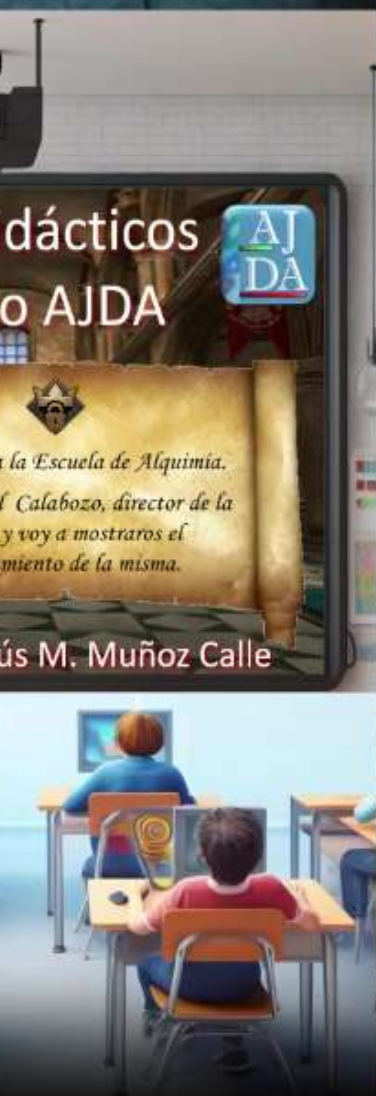 idácticos
o AJDA
AJ
DA
a la Escuela de Alquimia.
l Calabozo, director de la
y voy a mostraros el
miento de la misma.
ús M. Muñoz Calle